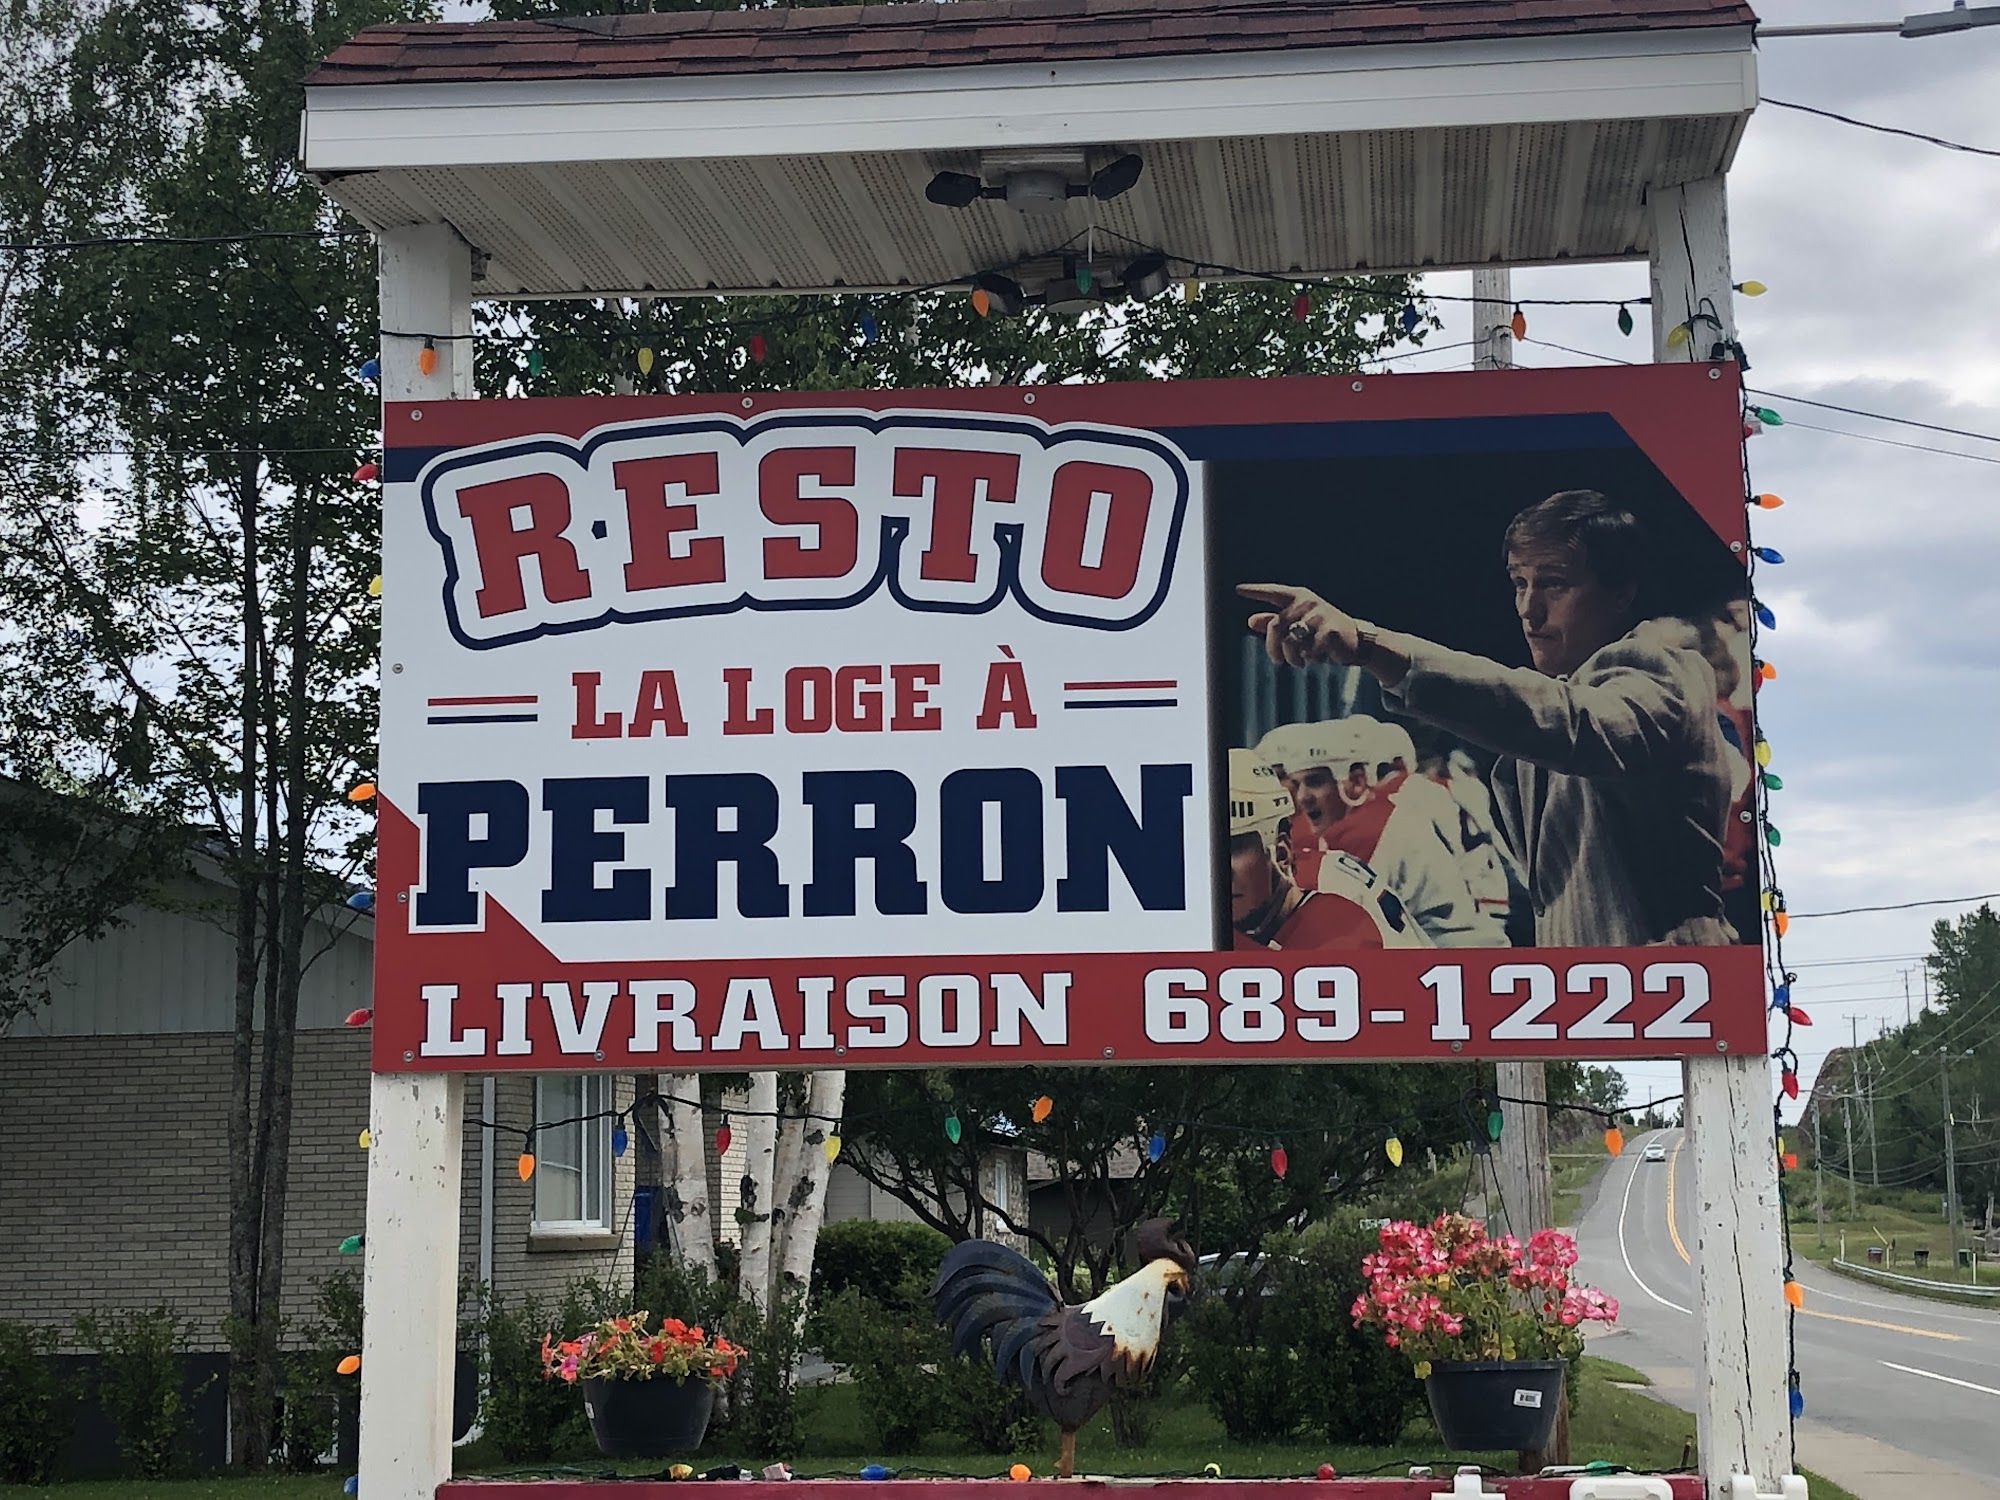 RESTO
LA LOGE À
PERRON
LIVRAISON 689-1222